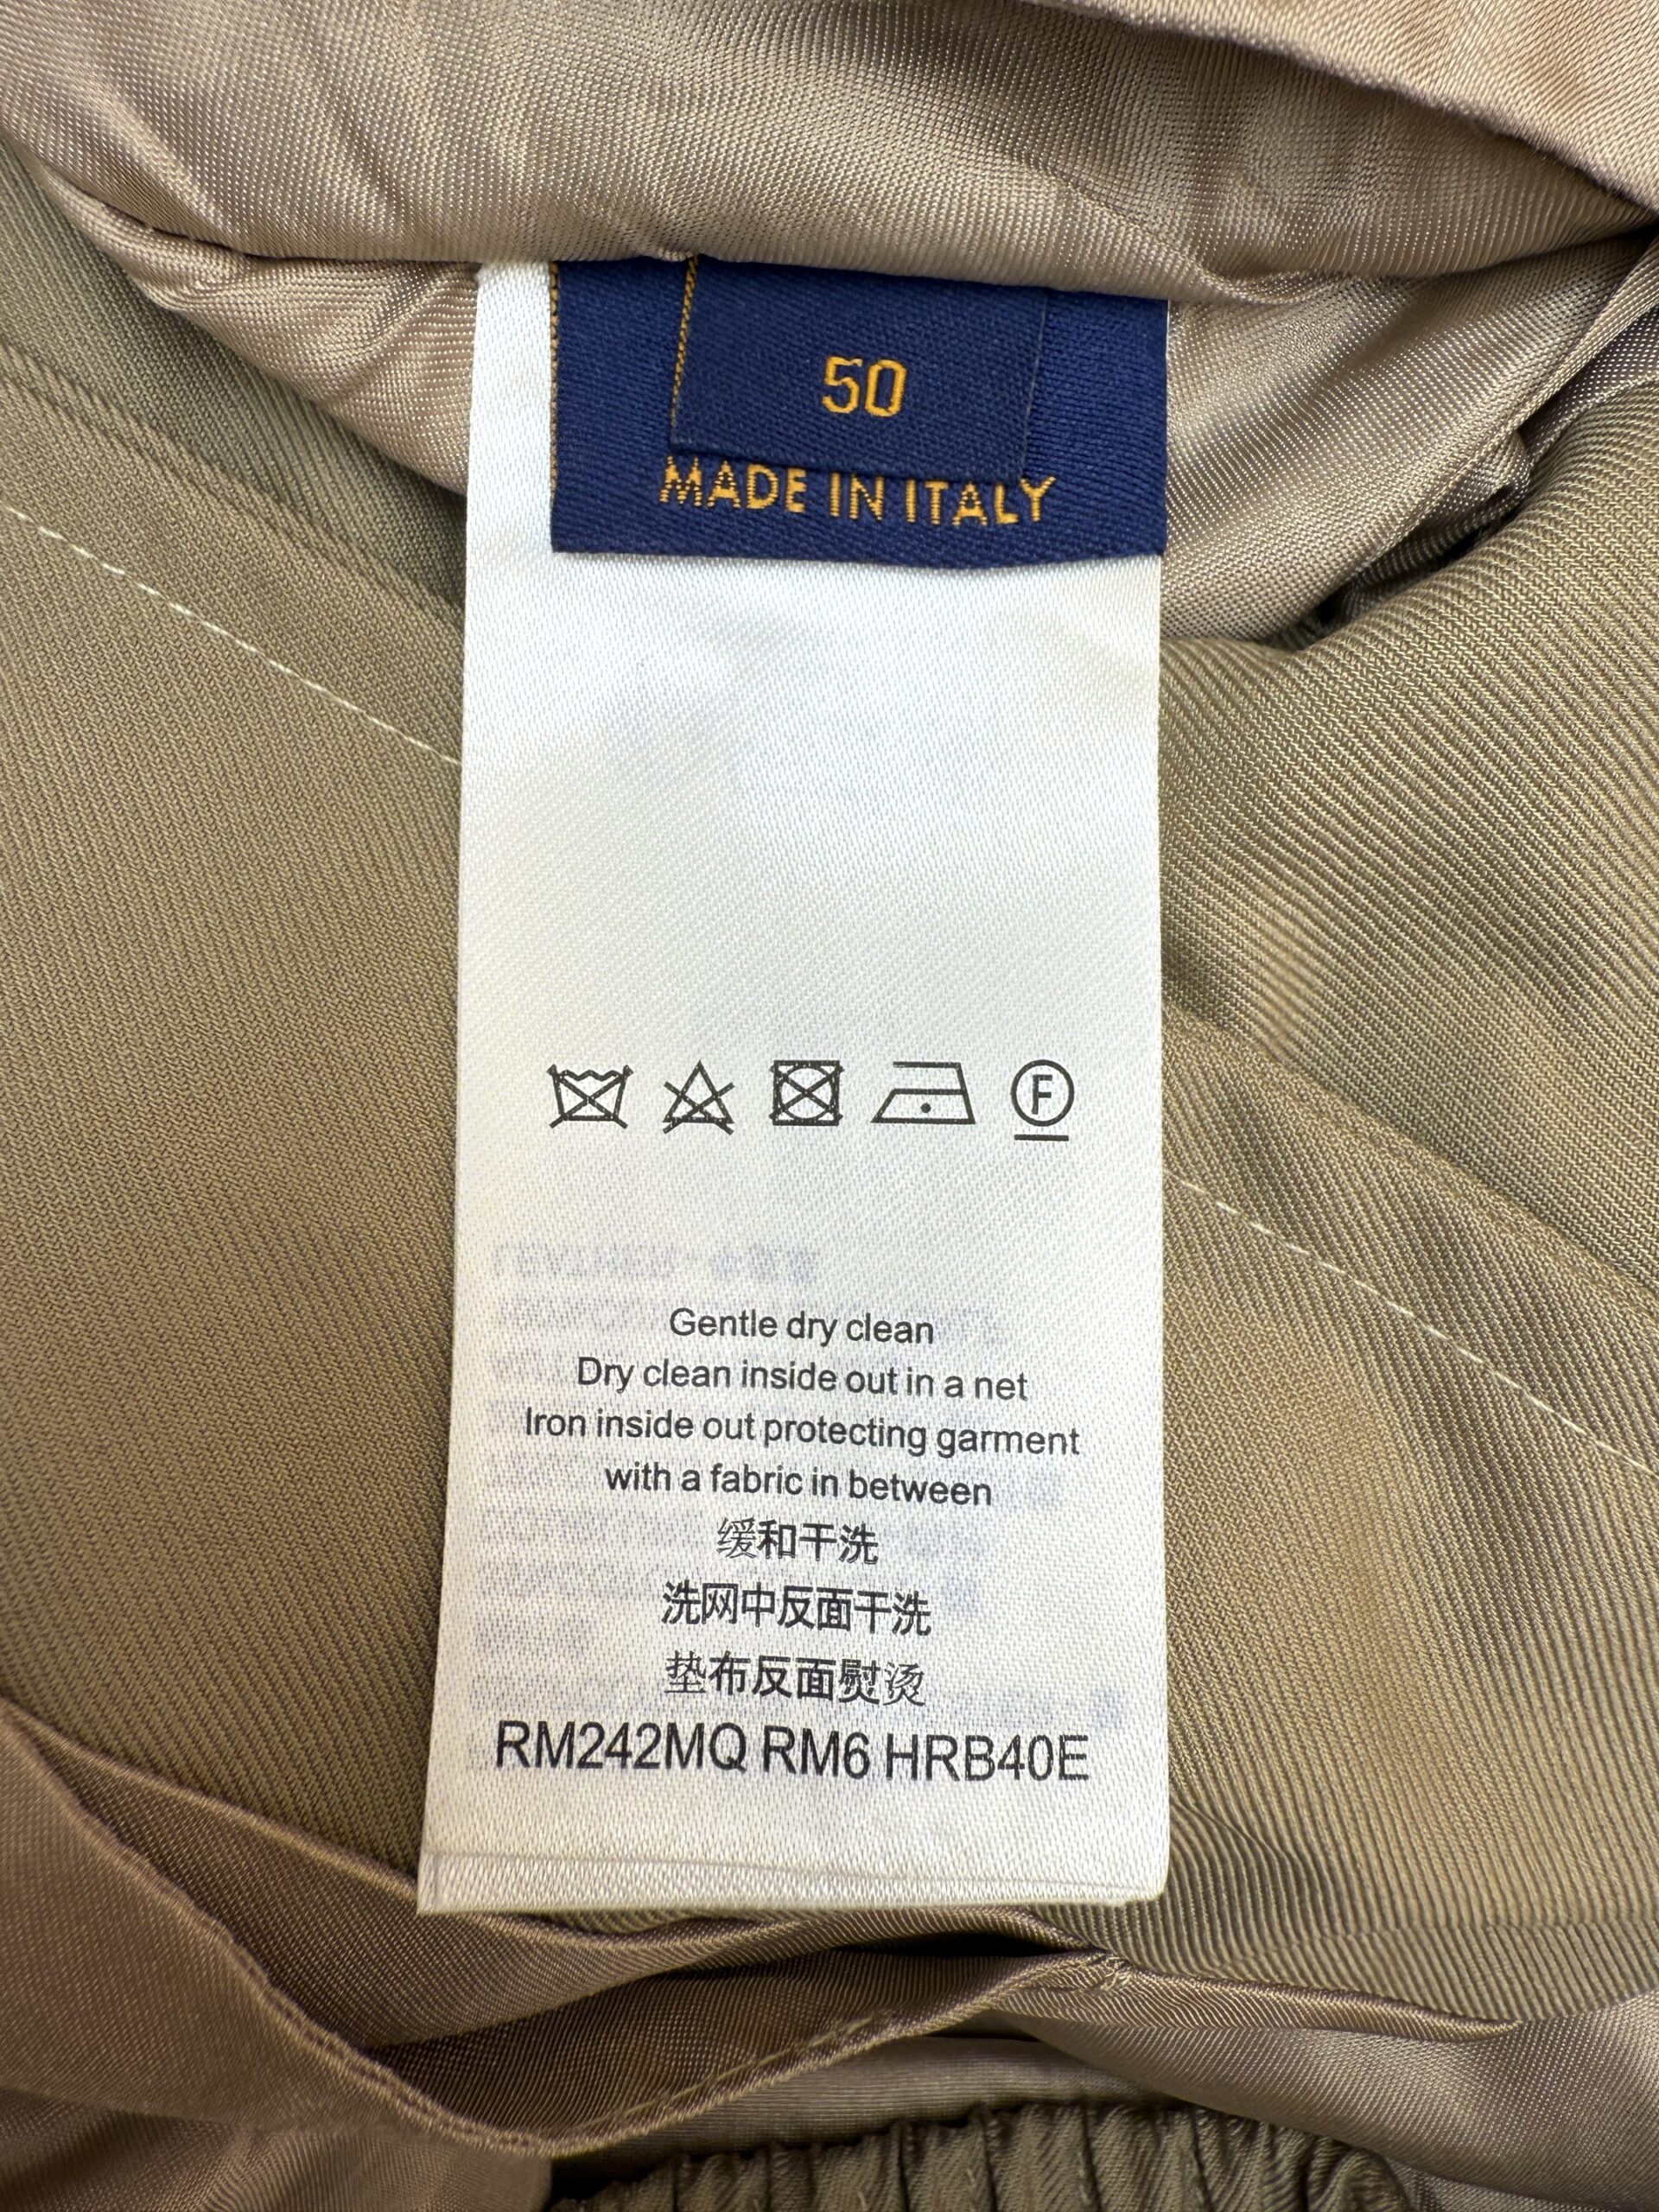 50
MADE IN ITALY
F
Gentle dry clean
Dry clean inside out in a net
Iron inside out protecting garment
with a fabric in between
缓和干洗
洗网中反面干洗
垫布反面熨烫
RM242MQ RM6 HRB40E